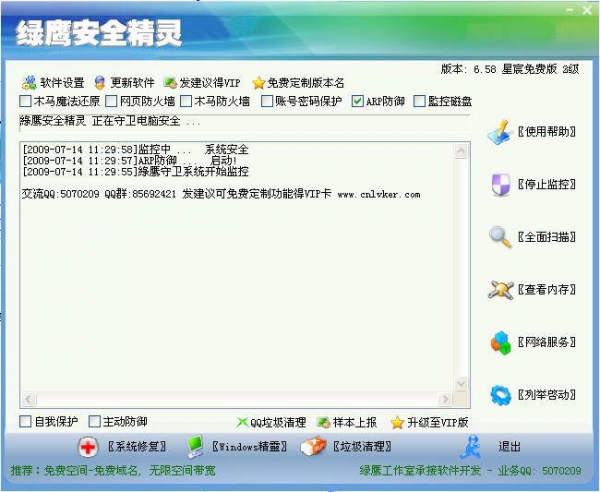 绿鹰安全精灵
版本: 6.58 星宸免费版 2级
软件设置 更新软件 发建议得VIP 免费定制版本名
木马魔法还原 网页防火墙 木马防火墙 账号密码保护 ARP防御 監控磁盘
綠鹰安全精灵 正在守卫电脑安全 ...
[2009-07-14 11:29:58]监控中 ... 系统安全
[2009-07-14 11:29:57]ARP防御 ... 启动!
[2009-07-14 11:29:55]綠鹰守卫系统开始监控
交流QQ:5070209 QQ群:85692421 发建议可免费定制功能得VIP卡 www.cnlvker.com
〖使用帮助〗
〖停止监控〗
〖全面扫描〗
〖查看内存〗
〖网络服务〗
〖列举啓动〗
自我保护 主动防御 QQ垃圾清理 样本上报 升级至VIP版
〖系统修复〗 〖Windows精靈〗 〖垃圾清理〗 退出
推荐：免费空间-免费域名，无限空间带宽 绿鹰工作室承接软件开发 - 业务QQ: 5070209